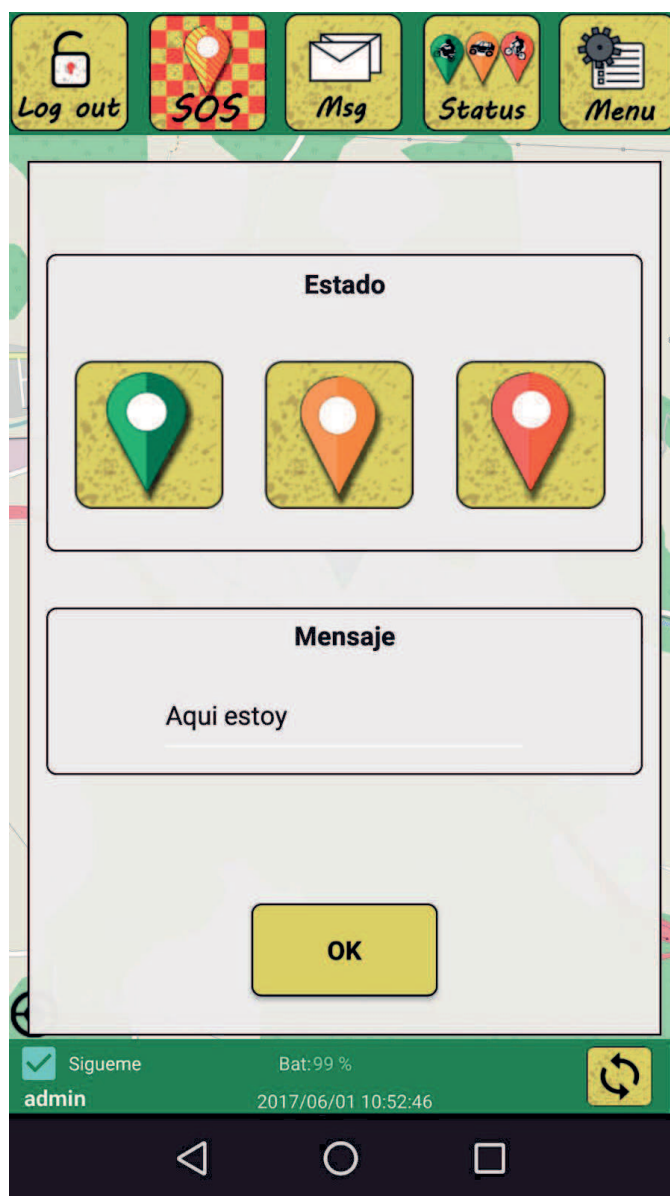 Log out
SOS
Msg
Status
Menu
Estado
Mensaje
Aqui estoy
OK
Sigueme
Bat:99 %
admin
2017/06/01 10:52:46